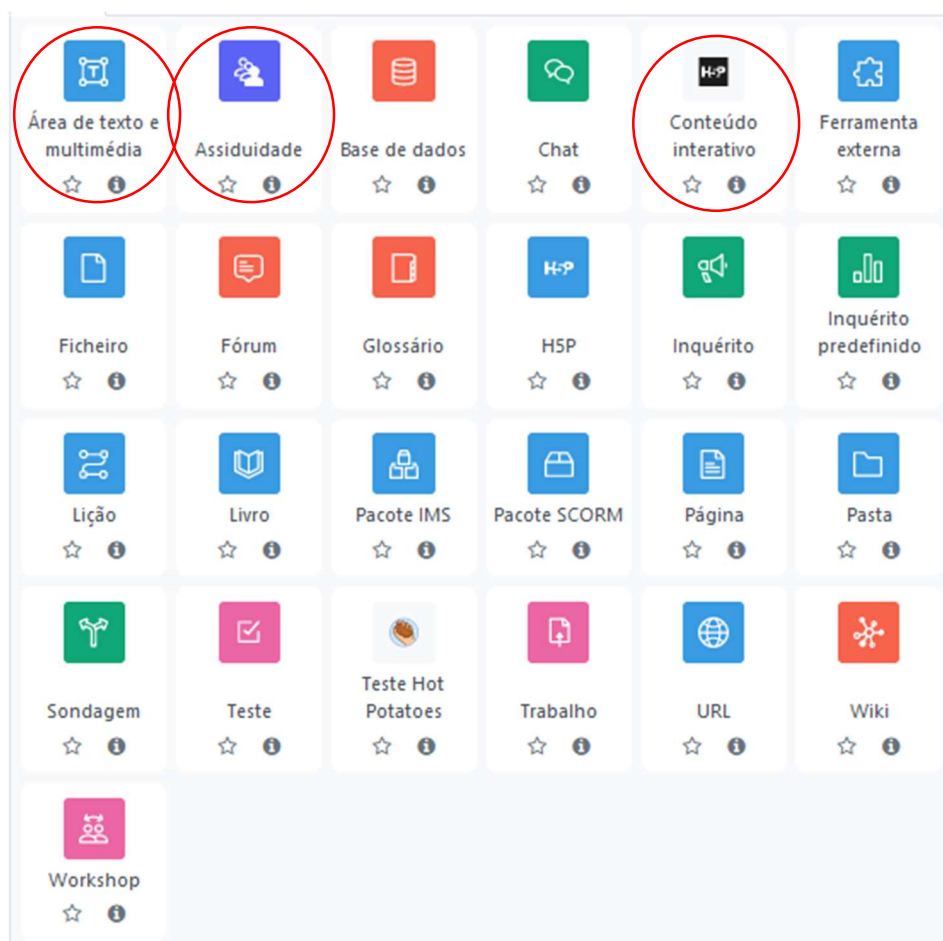 T
Área de texto e
multimédia
Assiduidade
Base de dados
Chat
H-P
Conteúdo
interativo
Ferramenta
externa
Ficheiro
Fórum
Glossário
H5P
H5P
Inquérito
Inquérito
predefinido
Lição
Livro
Pacote IMS
Pacote SCORM
Página
Pasta
Sondagem
Teste
Teste Hot
Potatoes
Trabalho
URL
Wiki
Workshop